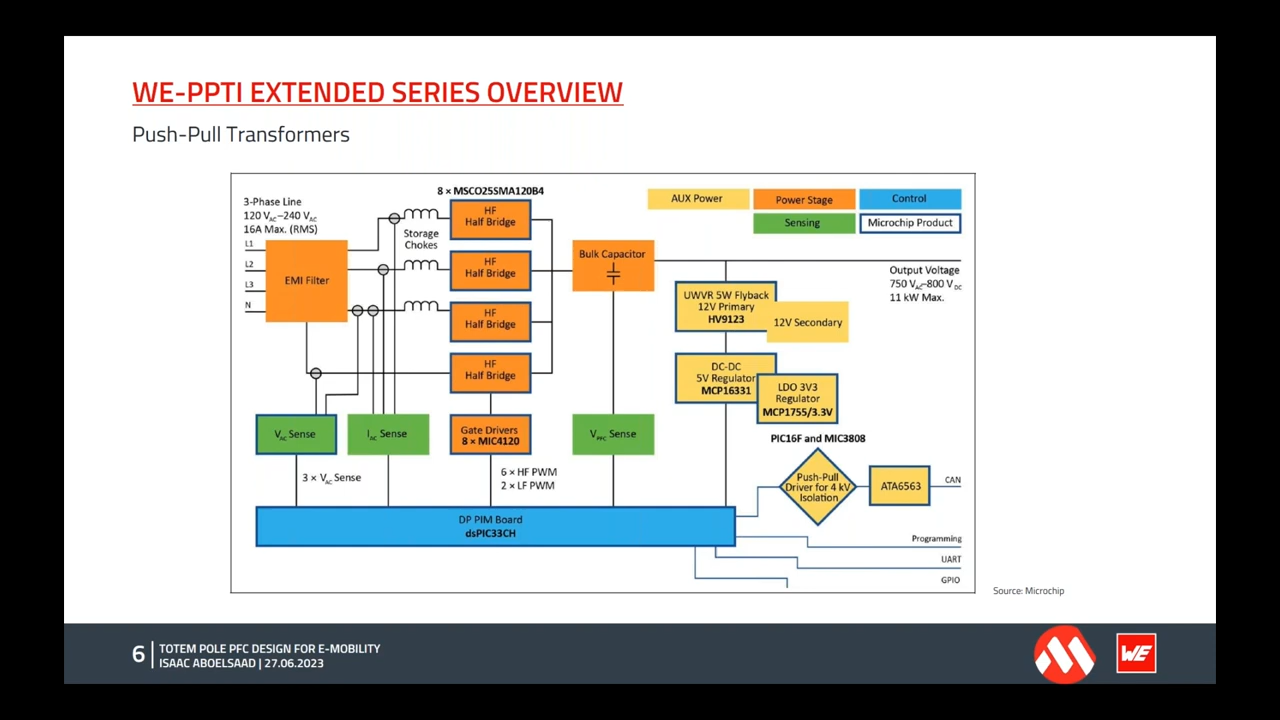 WE-PPTI EXTENDED SERIES OVERVIEW
Push-Pull Transformers
8 × MSCO25SMA120B4
3-Phase Line
120 VAC–240 VAC
16A Max. (RMS)
L1
L2
L3
N
EMI Filter
Storage
Chokes
HF
Half Bridge
HF
Half Bridge
HF
Half Bridge
HF
Half Bridge
Bulk Capacitor
AUX Power
Power Stage
Control
Sensing
Microchip Product
Output Voltage
750 VAC–800 VDC
11 kW Max.
UWVR 5W Flyback
12V Primary
HV9123
12V Secondary
DC-DC
5V Regulator
MCP16331
LDO 3V3
Regulator
MCP1755/3.3V
VAC Sense
IAC Sense
Gate Drivers
8 × MIC4120
VPFC Sense
3 × VAC Sense
6 × HF PWM
2 × LF PWM
PIC16F and MIC3808
Push-Pull
Driver for 4 kV
Isolation
ATA6563
CAN
DP PIM Board
dsPIC33CH
Programming
UART
GPIO
Source: Microchip
6
TOTEM POLE PFC DESIGN FOR E-MOBILITY
ISAAC ABOELSAAD | 27.06.2023
WE